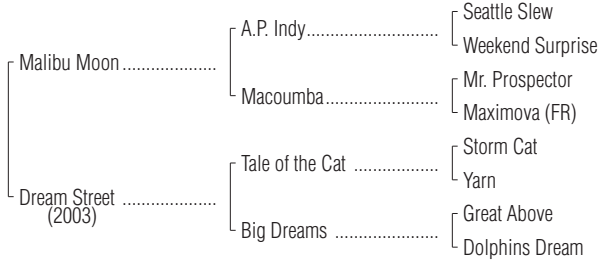 Seattle Slew
A.P. Indy........................
Weekend Surprise
Malibu Moon ................
Mr. Prospector
Macoumba....................
Maximova (FR)
Storm Cat
Tale of the Cat ...............
Yarn
Dream Street ................
(2003)
Great Above
Big Dreams ..................
Dolphins Dream